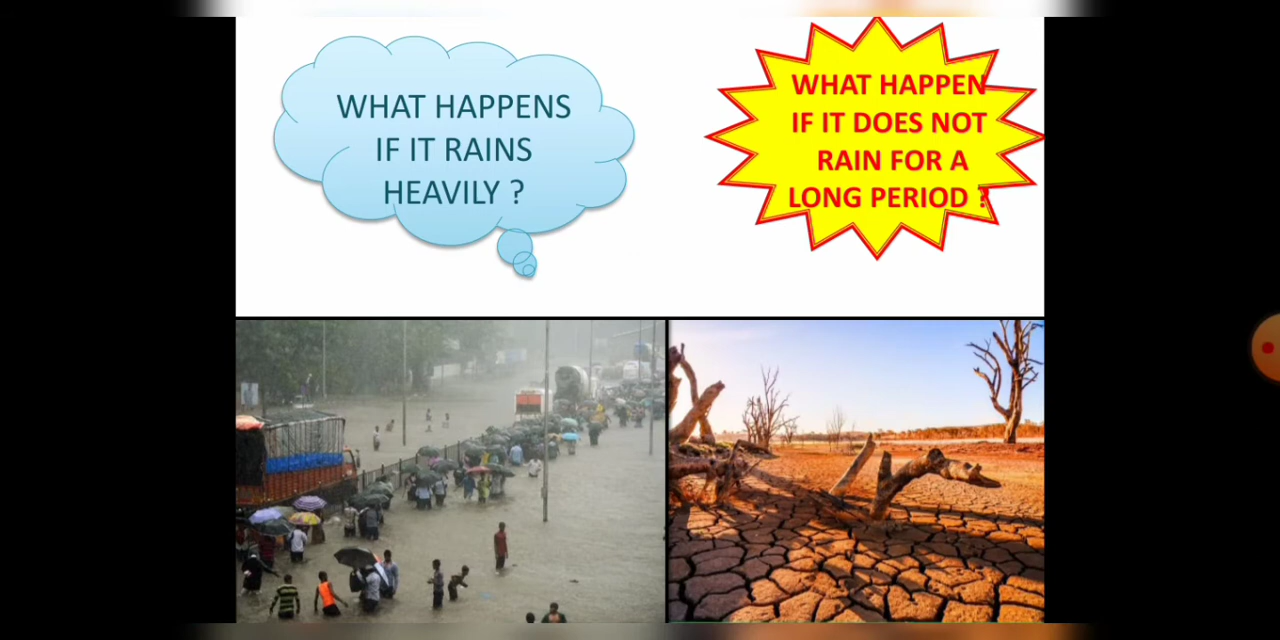 WHAT HAPPENS
IF IT RAINS
HEAVILY ?
WHAT HAPPEN
IF IT DOES NOT
RAIN FOR A
LONG PERIOD ?